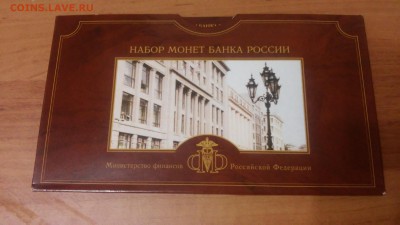 COINS.LAVE.RU
НАБОР МОНЕТ БАНКА РОССИИ
Министерство финансов Российской Федерации